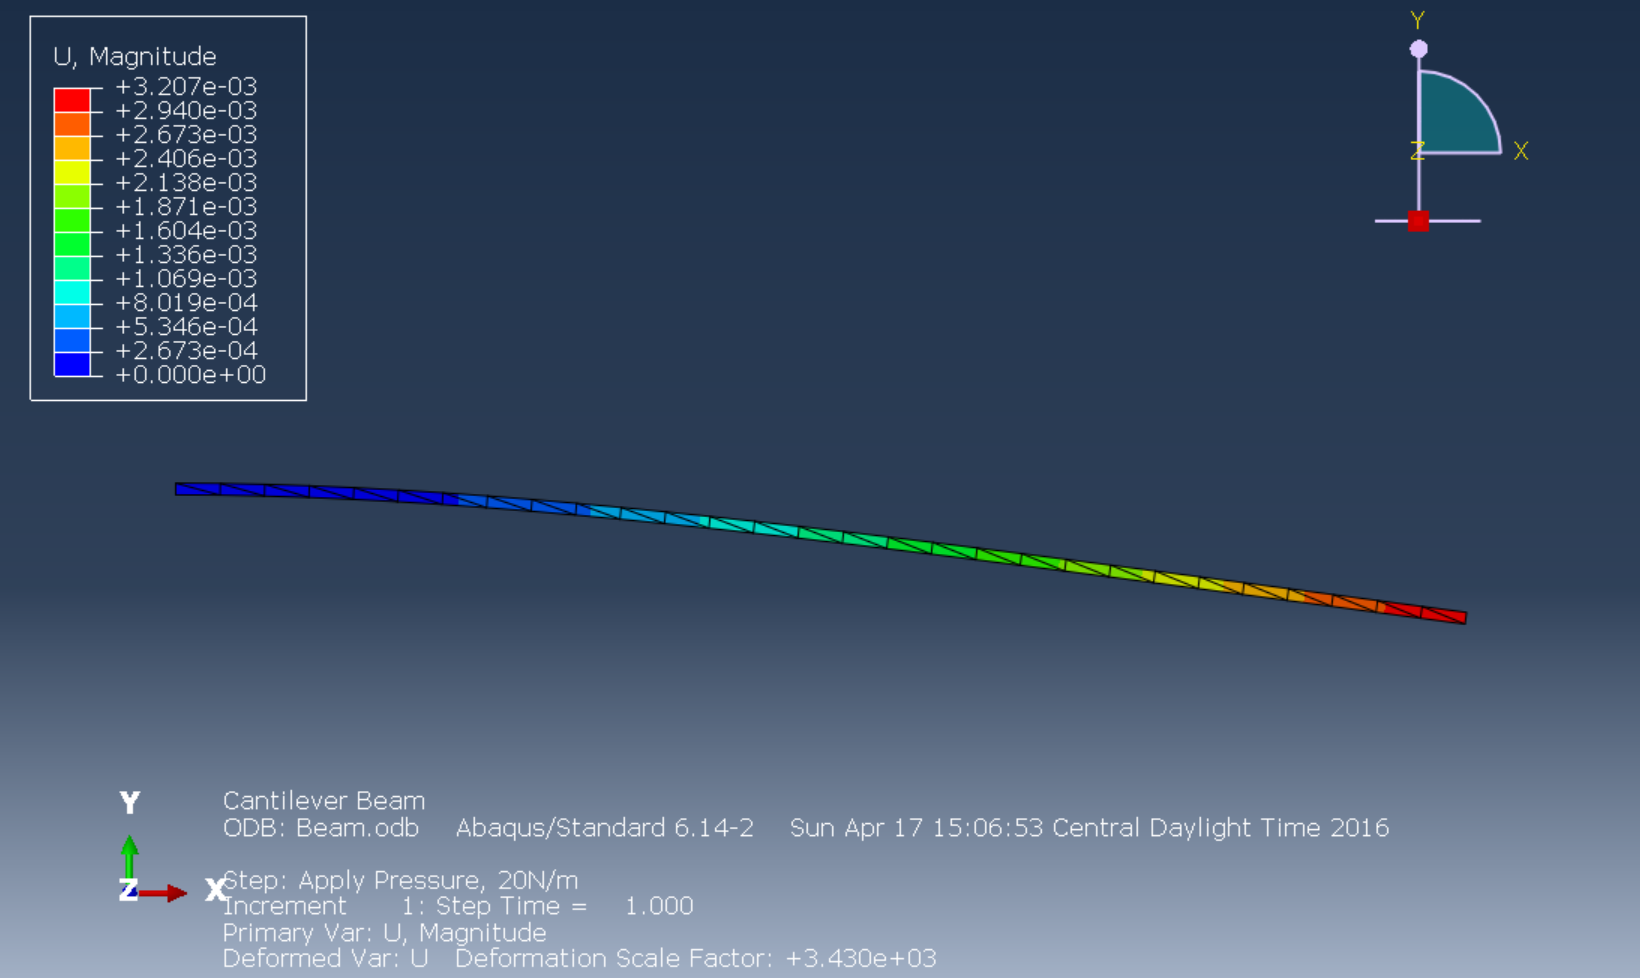 U, Magnitude
+3.207e-03
+2.940e-03
+2.673e-03
+2.406e-03
+2.138e-03
+1.871e-03
+1.604e-03
+1.336e-03
+1.069e-03
+8.019e-04
+5.346e-04
+2.673e-04
+0.000e+00
Y
Z X
Y
Z X
Cantilever Beam
ODB: Beam.odb Abaqus/Standard 6.14-2 Sun Apr 17 15:06:53 Central Daylight Time 2016
Step: Apply Pressure, 20N/m
Increment 1: Step Time = 1.000
Primary Var: U, Magnitude
Deformed Var: U Deformation Scale Factor: +3.430e+03